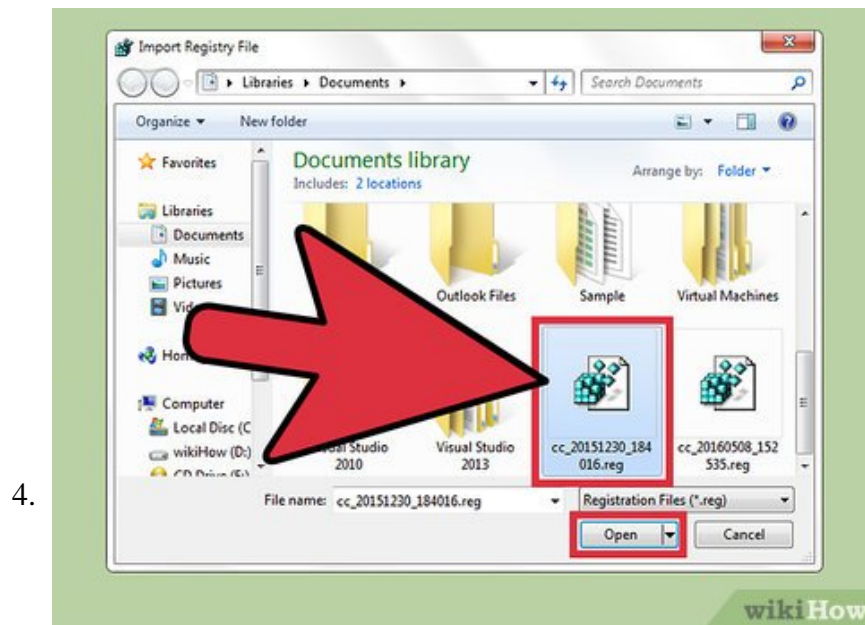 Import Registry File
Libraries Documents
Search Documents
Organize New folder
Favorites
Documents library
Includes: 2 locations
Arrange by: Folder
Libraries
Documents
Music
Pictures
Outlook Files
Sample
Virtual Machines
Computer
Local Disc (C
wikiHow (D:)
Studio
2010
Visual Studio
2013
cc_20151230_184
016.reg
cc_20160508_152
535.reg
4.
File name: cc_20151230_184016.reg
Registration Files (*.reg)
Open
Cancel
wikiHow